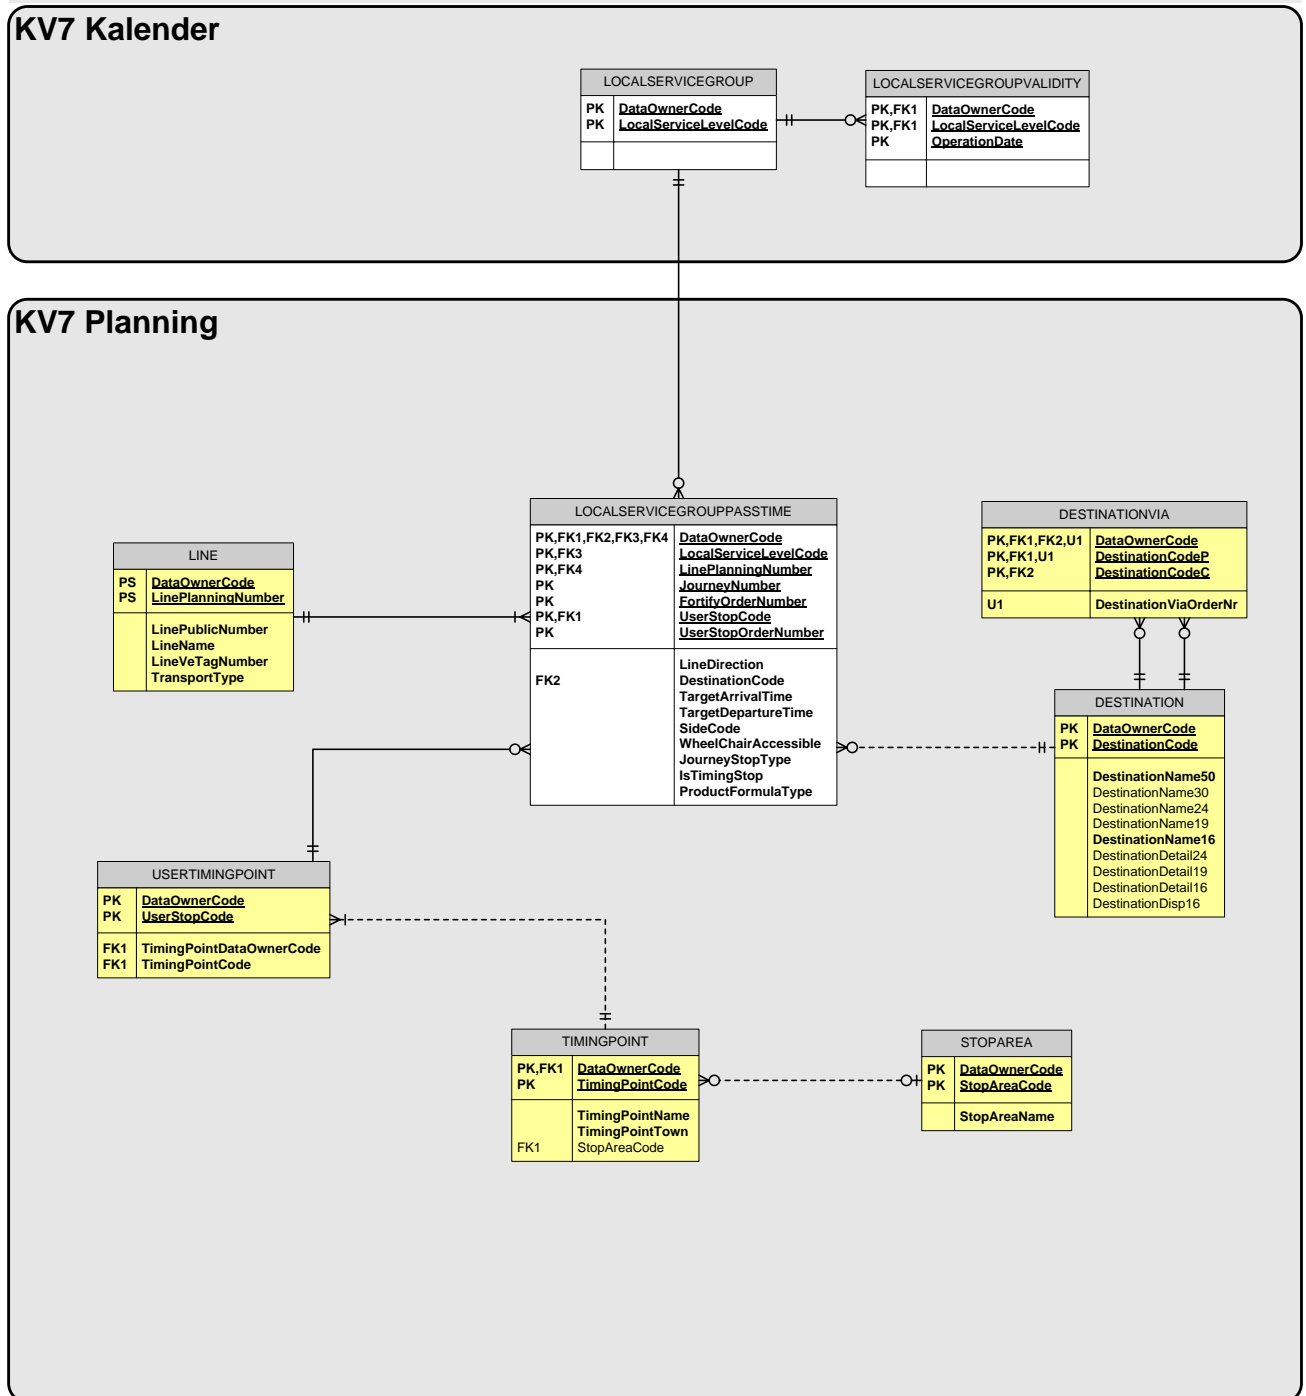 KV7 Kalender
LOCALSERVICEGROUP
PK DataOwnerCode
PK LocalServiceLevelCode
LOCALSERVICEGROUPVALIDITY
PK,FK1 DataOwnerCode
PK,FK1 LocalServiceLevelCode
PK OperationDate
KV7 Planning
LOCALSERVICEGROUPPASSTIME
PK,FK1,FK2,FK3,FK4 DataOwnerCode
PK,FK3 LocalServiceLevelCode
PK,FK4 LinePlanningNumber
PK JourneyNumber
PK FortifyOrderNumber
PK,FK1 UserStopCode
PK UserStopOrderNumber
LineDirection
FK2 DestinationCode
TargetArrivalTime
TargetDepartureTime
SideCode
WheelChairAccessible
JourneyStopType
IsTimingStop
ProductFormulaType
DESTINATIONVIA
PK,FK1,FK2,U1 DataOwnerCode
PK,FK1,U1 DestinationCodeP
PK,FK2 DestinationCodeC
U1 DestinationViaOrderNr
LINE
PS DataOwnerCode
PS LinePlanningNumber
LinePublicNumber
LineName
LineVeTagNumber
TransportType
DESTINATION
PK DataOwnerCode
PK DestinationCode
DestinationName50
DestinationName30
DestinationName24
DestinationName19
DestinationName16
DestinationDetail24
DestinationDetail19
DestinationDetail16
DestinationDisp16
USERTIMINGPOINT
PK DataOwnerCode
PK UserStopCode
FK1 TimingPointDataOwnerCode
FK1 TimingPointCode
TIMINGPOINT
PK,FK1 DataOwnerCode
PK TimingPointCode
TimingPointName
TimingPointTown
FK1 StopAreaCode
STOPAREA
PK DataOwnerCode
PK StopAreaCode
StopAreaName